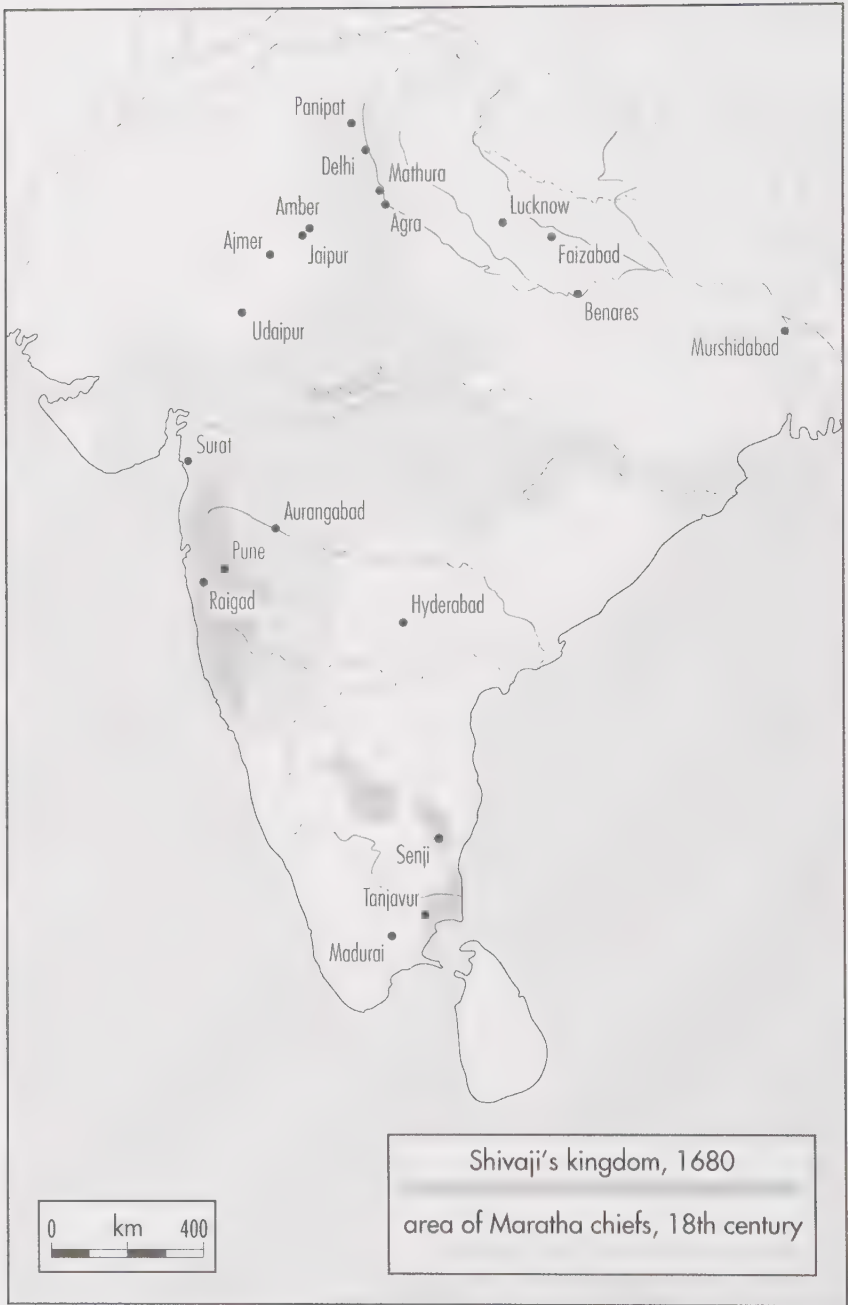 Panipat
Delhi
Mathura
Amber
Lucknow
Agra
Ajmer
Jaipur
Faizabad
Benares
Udaipur
Murshidabad
Surat
Aurangabad
Pune
Raigad
Hyderabad
Senji
Tanjavur
Madurai
Shivaji's kingdom, 1680
area of Maratha chiefs, 18th century
0 km 400